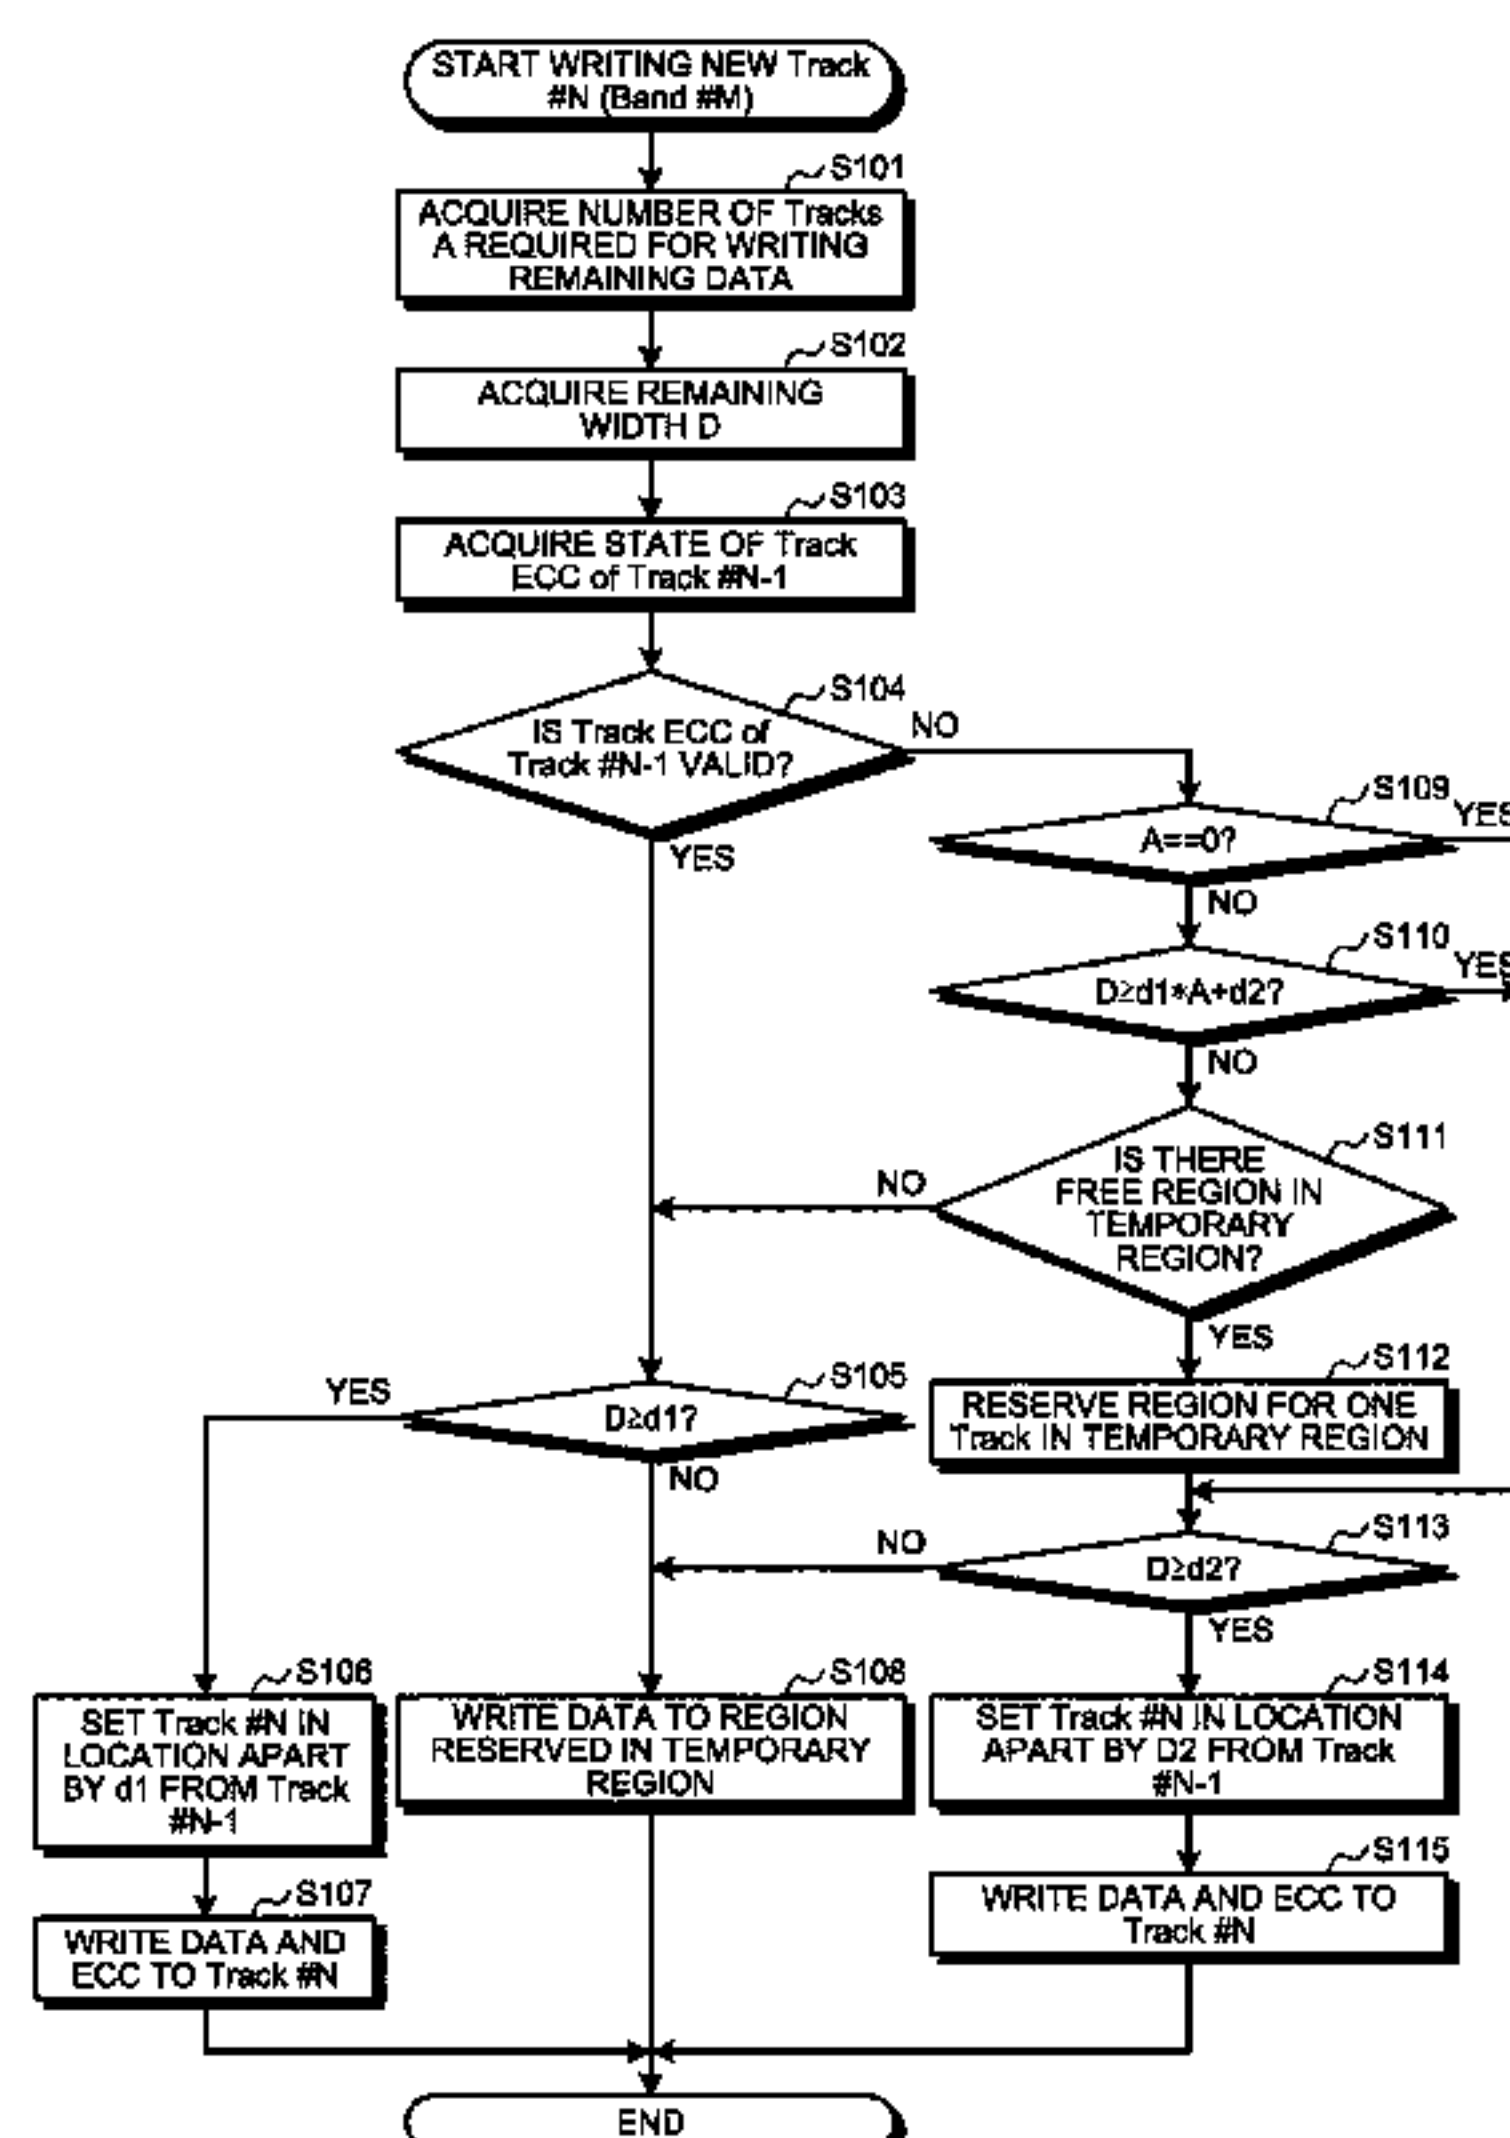 START WRITING NEW Track
#N (Band #M)
S101
ACQUIRE NUMBER OF Tracks
A REQUIRED FOR WRITING
REMAINING DATA
S102
ACQUIRE REMAINING
WIDTH D
S103
ACQUIRE STATE OF Track
ECC of Track #N-1
S104
IS Track ECC of
Track #N-1 VALID?
NO
YES
S109
A==0?
YES
NO
S110
D≥d1*A+d2?
YES
NO
S111
IS THERE
FREE REGION IN
TEMPORARY
REGION?
NO
YES
S112
RESERVE REGION FOR ONE
Track IN TEMPORARY REGION
S105
D≥d1?
YES
NO
S113
D≥d2?
NO
YES
S106
SET Track #N IN
LOCATION APART
BY d1 FROM Track
#N-1
S108
WRITE DATA TO REGION
RESERVED IN TEMPORARY
REGION
S114
SET Track #N IN LOCATION
APART BY D2 FROM Track
#N-1
S107
WRITE DATA AND
ECC TO Track #N
S115
WRITE DATA AND ECC TO
Track #N
END